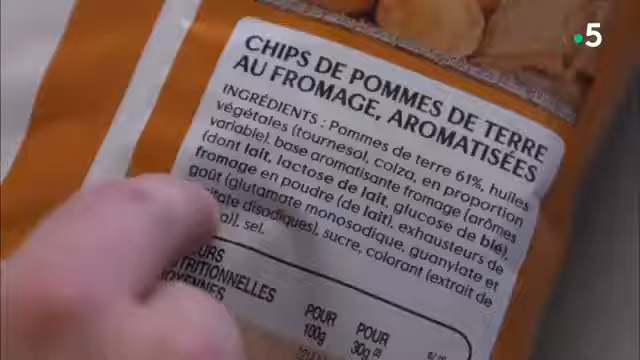 5
CHIPS DE POMMES DE TERRE
AU FROMAGE, AROMATISÉES
INGRÉDIENTS : Pommes de terre 61%, huiles
végétales (tournesol, colza, en proportion
variable), base aromatisante fromage (arômes
(dont lait, lactose de lait, glucose de blé),
fromage en poudre (de lait), exhausteurs de
goût (glutamate monosodique, guanylate et
disodiques), sucre, colorant (extrait de
sel.
NUTRITIONNELLES
MOYENNES
POUR
100g
POUR
30g